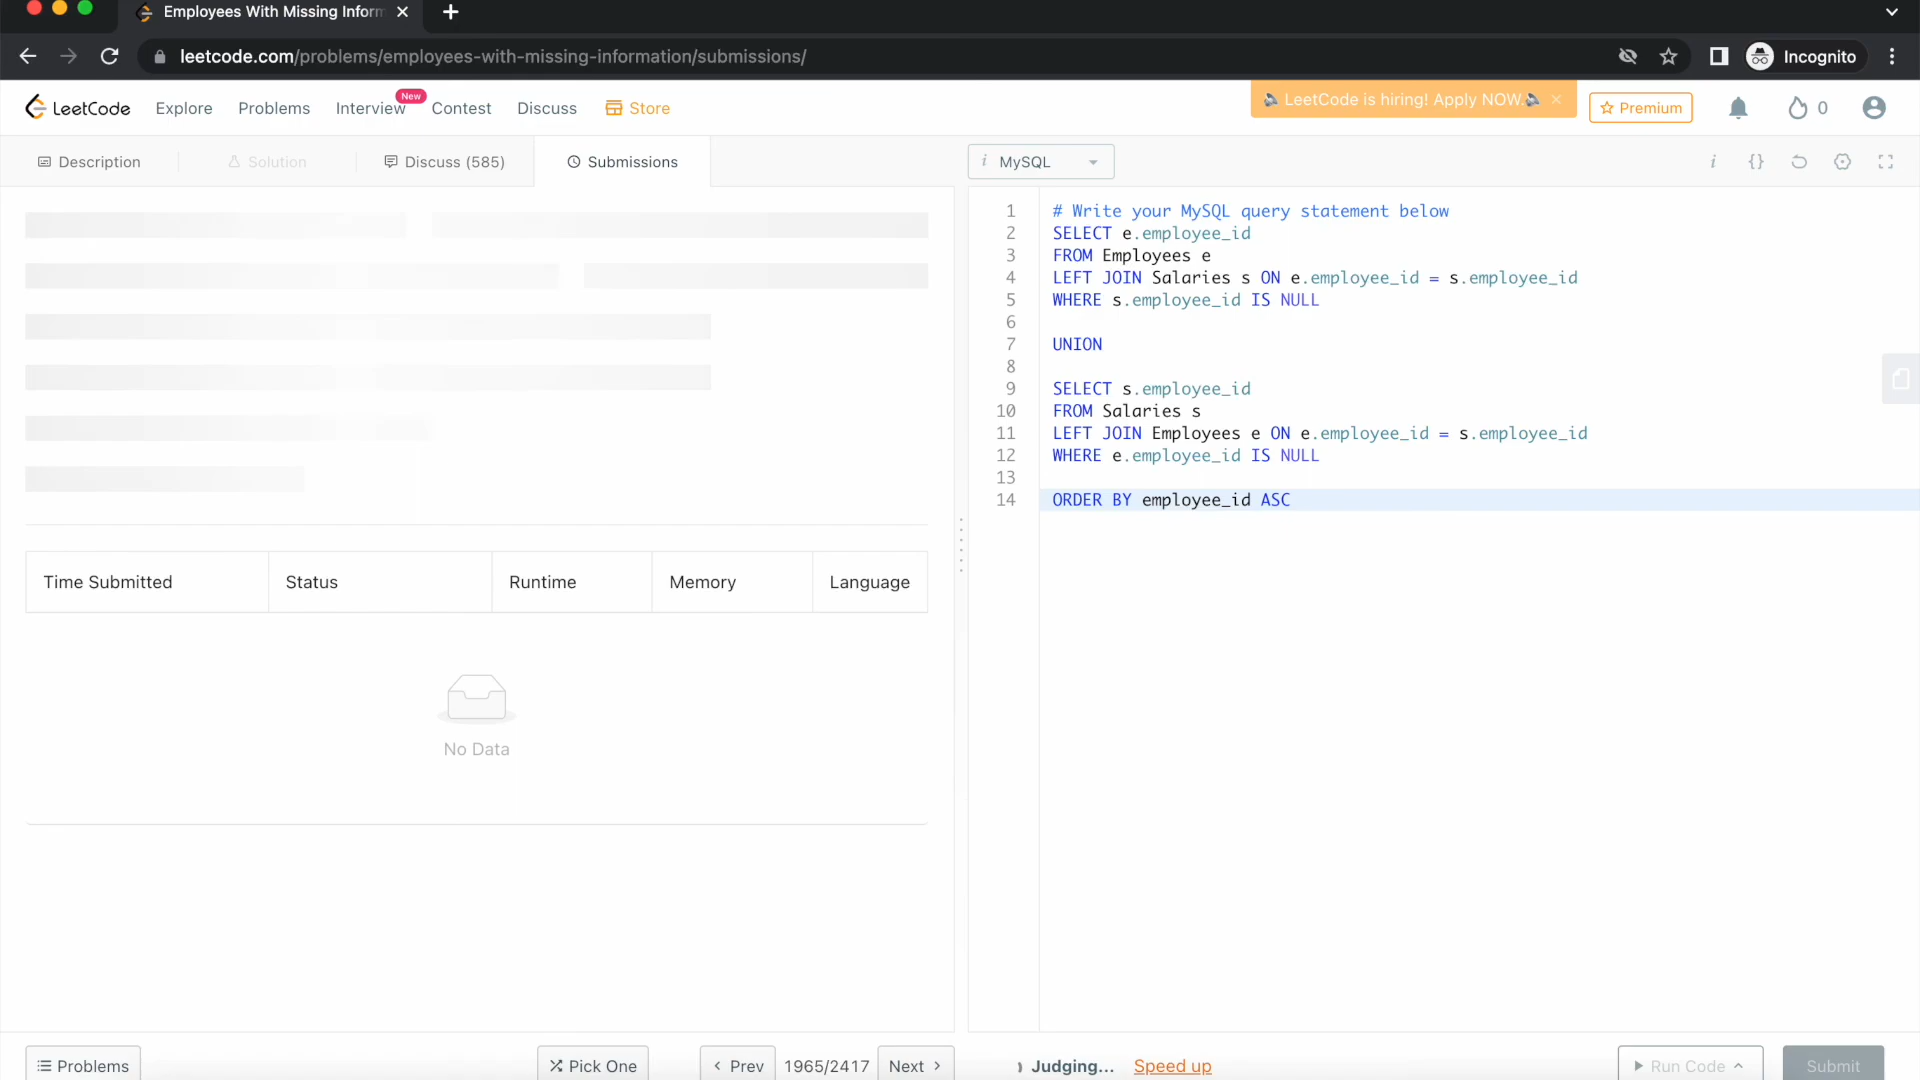 Employees With Missing Inform
leetcode.com/problems/employees-with-missing-information/submissions/
Incognito
LeetCode
Explore
Problems
Interview
New
Contest
Discuss
Store
LeetCode is hiring! Apply NOW.
Premium
0
Description
Solution
Discuss (585)
Submissions
i MySQL
i {}
1 # Write your MySQL query statement below
2 SELECT e.employee_id
3 FROM Employees e
4 LEFT JOIN Salaries s ON e.employee_id = s.employee_id
5 WHERE s.employee_id IS NULL
6
7 UNION
8
9 SELECT s.employee_id
10 FROM Salaries s
11 LEFT JOIN Employees e ON e.employee_id = s.employee_id
12 WHERE e.employee_id IS NULL
13
14 ORDER BY employee_id ASC
Time Submitted
Status
Runtime
Memory
Language
No Data
Problems
Pick One
Prev
1965/2417
Next
Judging...
Speed up
Run Code
Submit